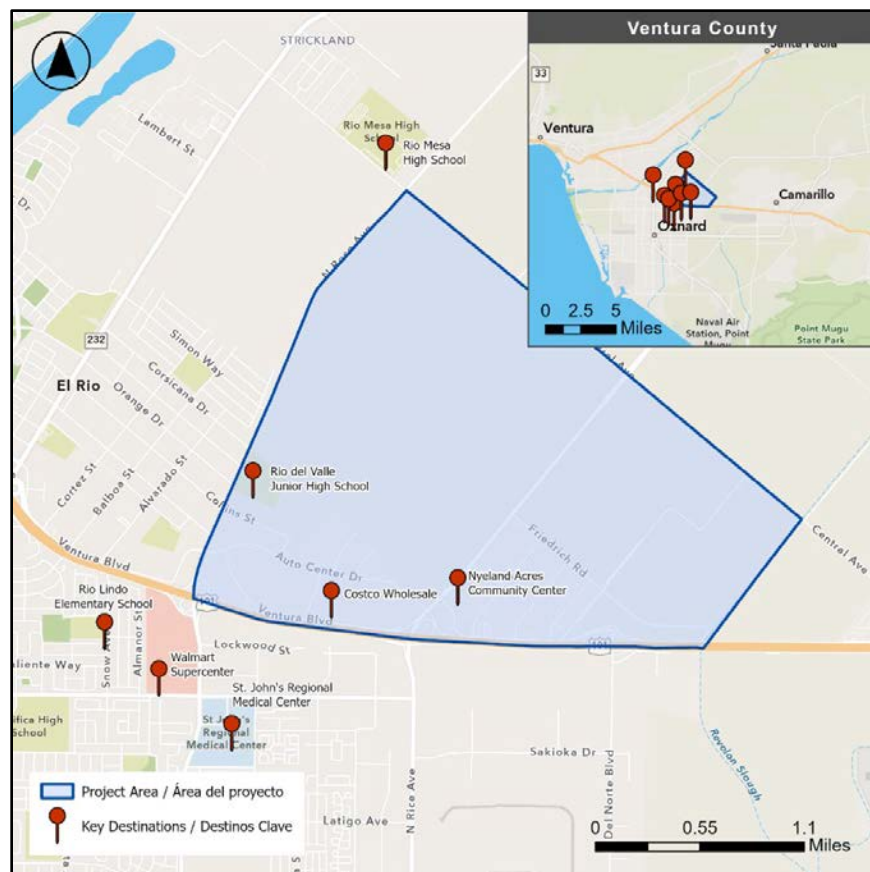 Ventura County
Santa Paula
33
Ventura
Camarillo
Oxnard
0 2.5 5
Miles
Naval Air
Station, Point
Mugu
Point Mugu
State Park
STRICKLAND
Lambert St
Rio Mesa High
School
Rio Mesa
High School
N Rose Ave
232
Simon Way
Corsicana Dr
Orange Dr
El Rio
Cortez St
Balboa St
Alvarado St
Collins St
Rio del Valle
Junior High School
Central Ave
Friedrich Rd
Auto Center Dr
Nyeland Acres
Community Center
Costco Wholesale
Ventura Blvd
101
Ventura Blvd
101
Rio Lindo
Elementary School
Snow Ave
Almanor St
Lockwood St
Walmart
Supercenter
St. John's Regional
Medical Center
St John's
Regional
Medical Center
High
School
Sakioka Dr
Revolon Slough
Del Norte Blvd
N Rice Ave
Latigo Ave
Project Area / Área del proyecto
Key Destinations / Destinos Clave
0 0.55 1.1
Miles